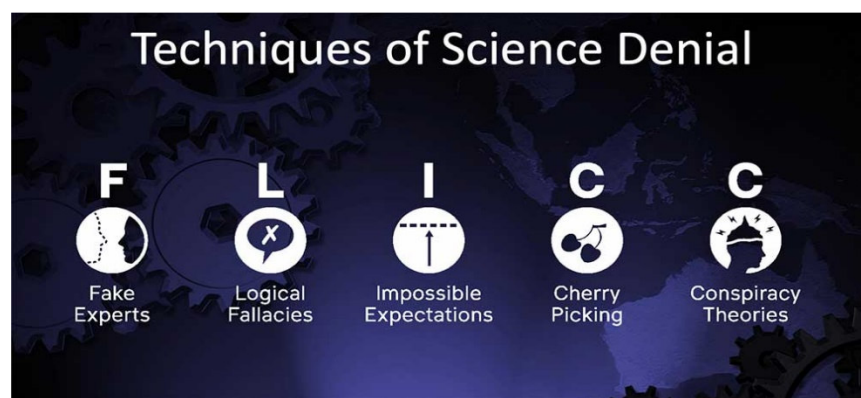 Techniques of Science Denial
F L I C C
X
Fake Experts
Logical Fallacies
Impossible Expectations
Cherry Picking
Conspiracy Theories